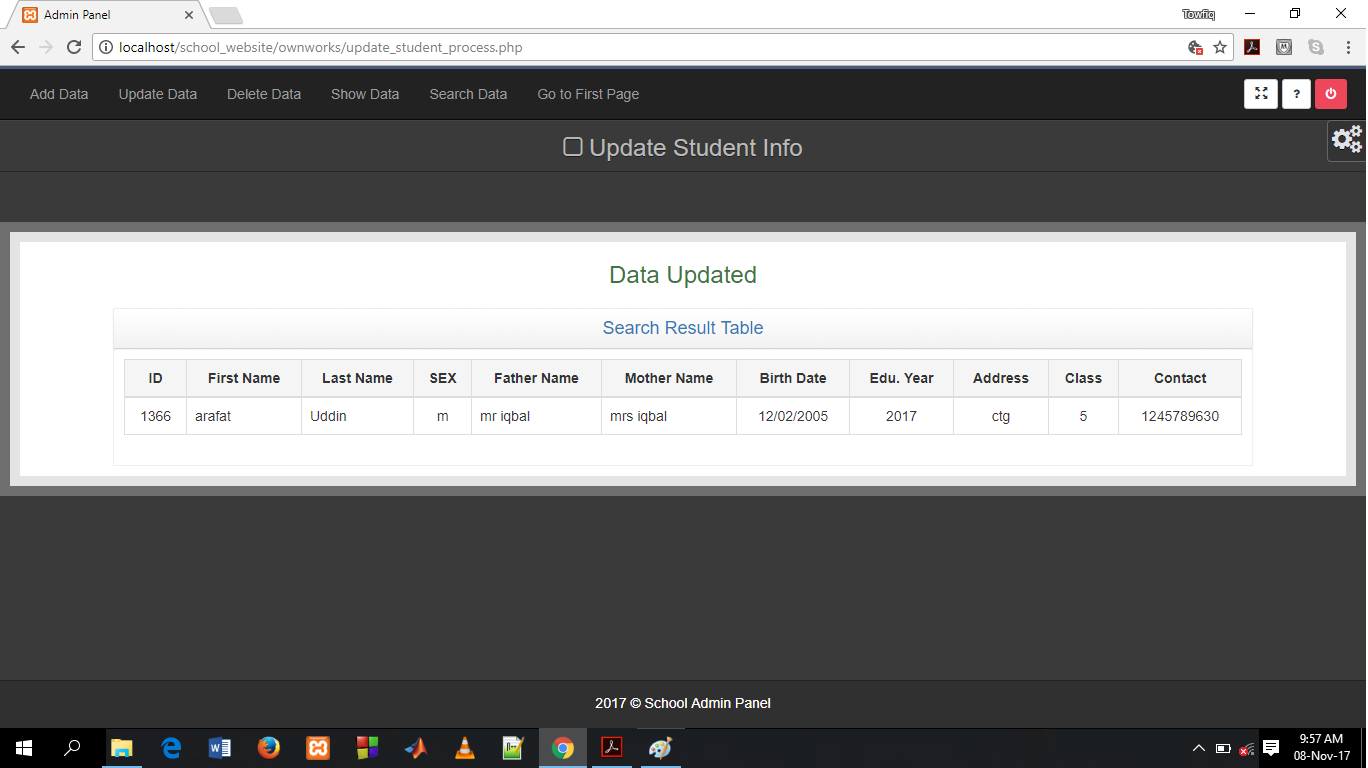 Admin Panel
Towfiq
localhost/school_website/ownworks/update_student_process.php
Add Data Update Data Delete Data Show Data Search Data Go to First Page ?
Update Student Info
Data Updated
Search Result Table
ID First Name Last Name SEX Father Name Mother Name Birth Date Edu. Year Address Class Contact
1366 arafat Uddin m mr iqbal mrs iqbal 12/02/2005 2017 ctg 5 1245789630
2017 © School Admin Panel
9:57 AM
08-Nov-17